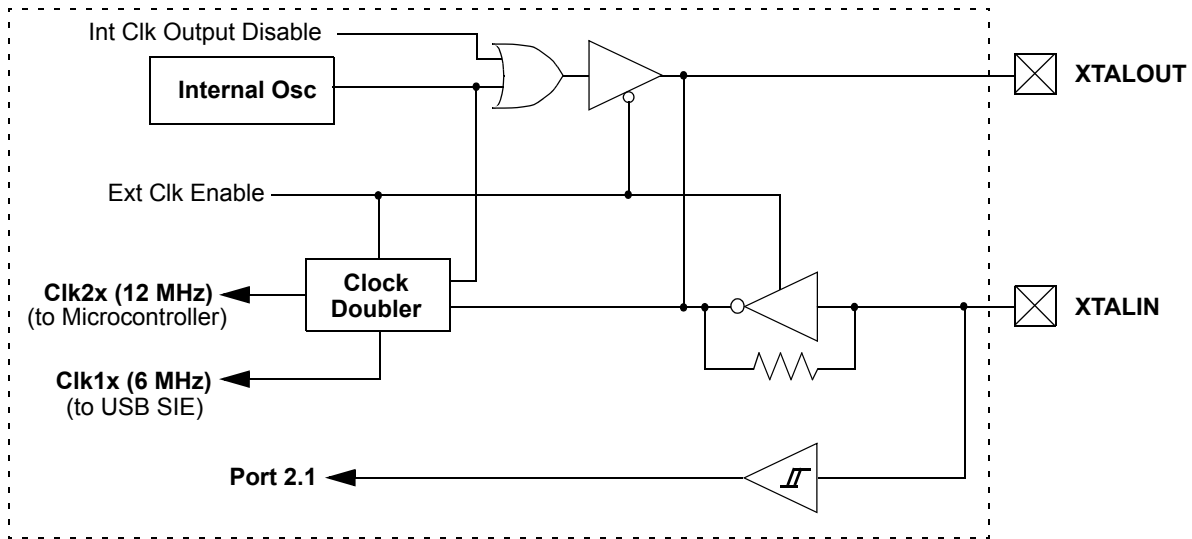 Int Clk Output Disable
Internal Osc
XTALOUT
Ext Clk Enable
Clk2x (12 MHz)
(to Microcontroller)
Clock
Doubler
XTALIN
Clk1x (6 MHz)
(to USB SIE)
Port 2.1